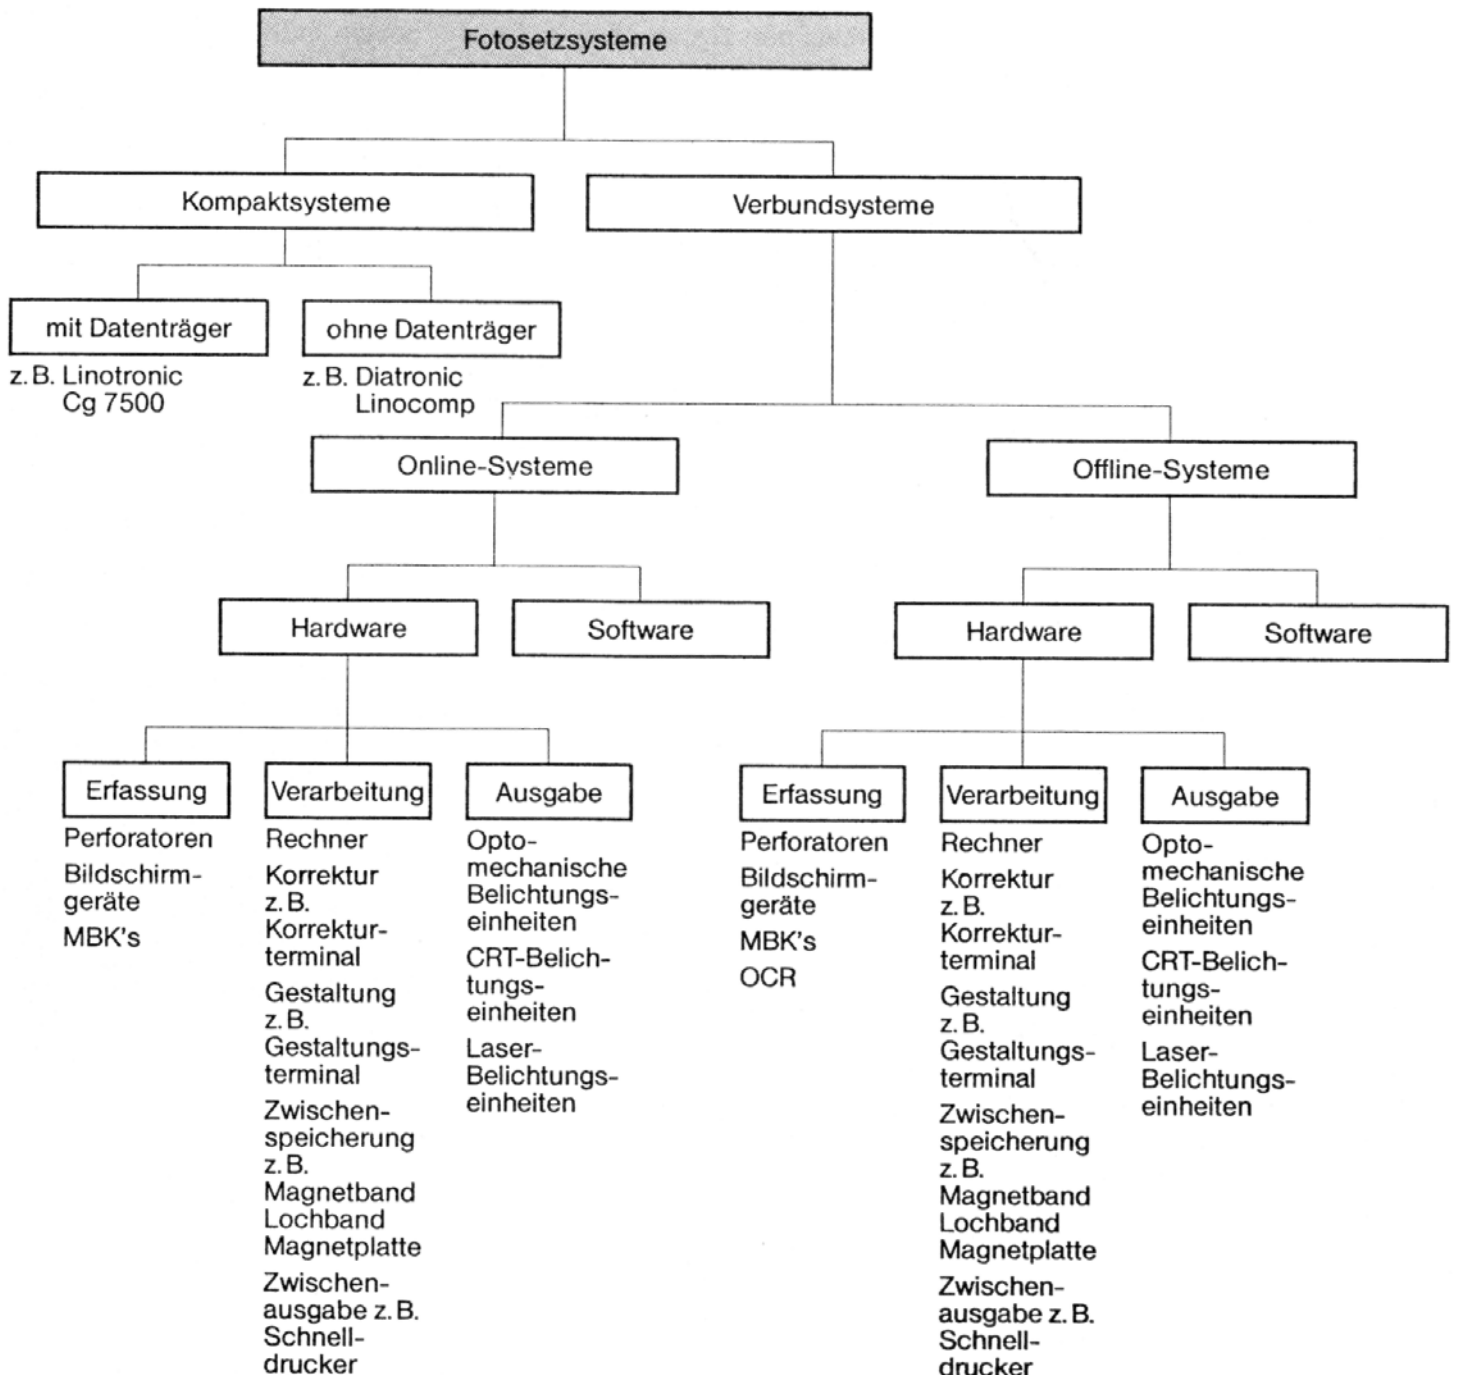 Fotosetzsysteme
Kompaktsysteme
Verbundsysteme
mit Datenträger
z. B. Linotronic
Cg 7500
ohne Datenträger
z. B. Diatronic
Linocomp
Online-Systeme
Offline-Systeme
Hardware
Software
Hardware
Software
Erfassung
Perforatoren
Bildschirm-
geräte
MBK's
Verarbeitung
Rechner
Korrektur
z. B.
Korrektur-
terminal
Gestaltung
z. B.
Gestaltungs-
terminal
Zwischen-
speicherung
z. B.
Magnetband
Lochband
Magnetplatte
Zwischen-
ausgabe z. B.
Schnell-
drucker
Ausgabe
Opto-
mechanische
Belichtungs-
einheiten
CRT-Belich-
tungs-
einheiten
Laser-
Belichtungs-
einheiten
Erfassung
Perforatoren
Bildschirm-
geräte
MBK's
OCR
Verarbeitung
Rechner
Korrektur
z. B.
Korrektur-
terminal
Gestaltung
z. B.
Gestaltungs-
terminal
Zwischen-
speicherung
z. B.
Magnetband
Lochband
Magnetplatte
Zwischen-
ausgabe z. B.
Schnell-
drucker
Ausgabe
Opto-
mechanische
Belichtungs-
einheiten
CRT-Belich-
tungs-
einheiten
Laser-
Belichtungs-
einheiten